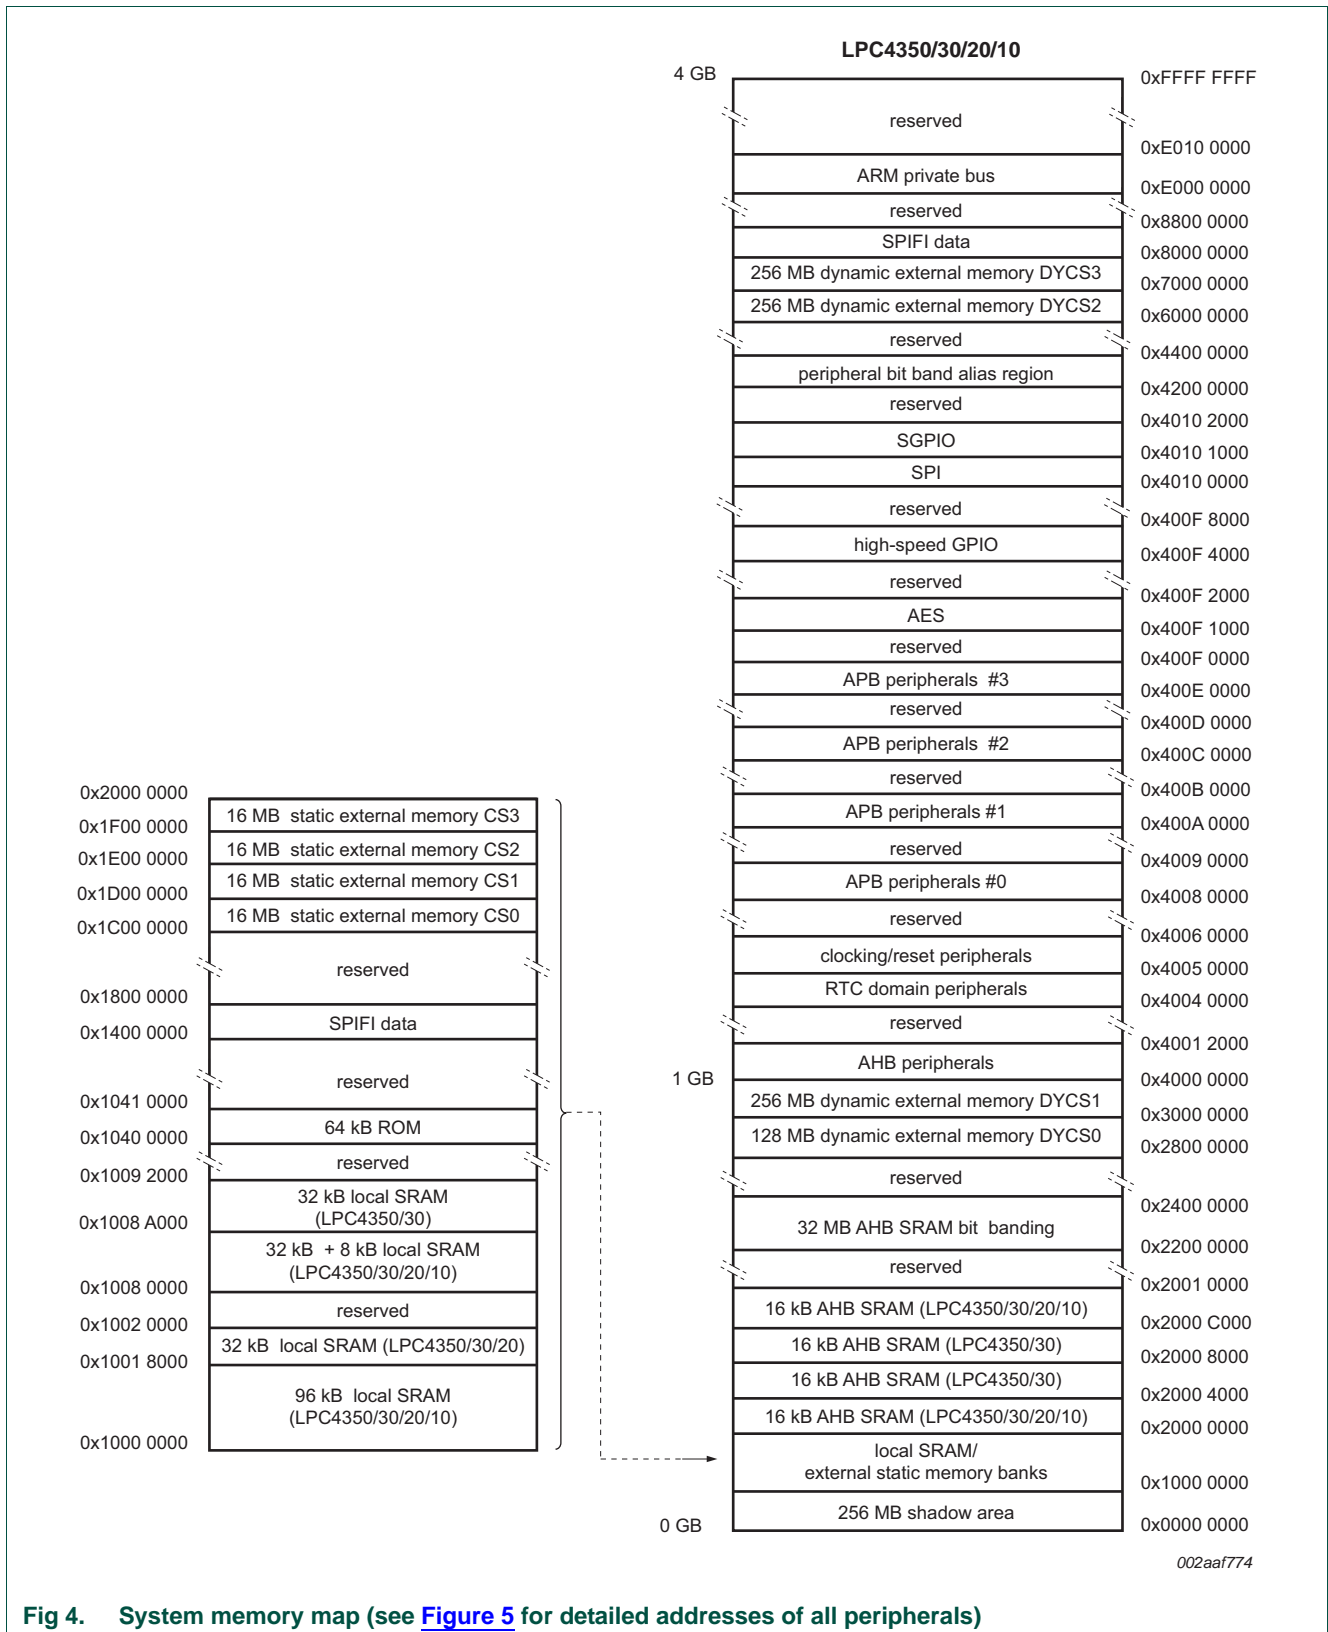 LPC4350/30/20/10
4 GB
0xFFFF FFFF
reserved
0xE010 0000
ARM private bus
0xE000 0000
reserved
0x8800 0000
SPIFI data
0x8000 0000
256 MB dynamic external memory DYCS3
0x7000 0000
256 MB dynamic external memory DYCS2
0x6000 0000
reserved
0x4400 0000
peripheral bit band alias region
0x4200 0000
reserved
0x4010 2000
SGPIO
0x4010 1000
SPI
0x4010 0000
reserved
0x400F 8000
high-speed GPIO
0x400F 4000
reserved
0x400F 2000
AES
0x400F 1000
reserved
0x400F 0000
APB peripherals #3
0x400E 0000
reserved
0x400D 0000
APB peripherals #2
0x400C 0000
reserved
0x400B 0000
APB peripherals #1
0x400A 0000
reserved
0x4009 0000
APB peripherals #0
0x4008 0000
reserved
0x4006 0000
clocking/reset peripherals
0x4005 0000
RTC domain peripherals
0x4004 0000
reserved
0x4001 2000
AHB peripherals
1 GB
0x4000 0000
256 MB dynamic external memory DYCS1
0x3000 0000
128 MB dynamic external memory DYCS0
0x2800 0000
reserved
0x2400 0000
32 MB AHB SRAM bit banding
0x2200 0000
reserved
0x2001 0000
16 kB AHB SRAM (LPC4350/30/20/10)
0x2000 C000
16 kB AHB SRAM (LPC4350/30)
0x2000 8000
16 kB AHB SRAM (LPC4350/30)
0x2000 4000
16 kB AHB SRAM (LPC4350/30/20/10)
0x2000 0000
local SRAM/
external static memory banks
0x1000 0000
256 MB shadow area
0 GB
0x0000 0000
0x2000 0000
16 MB static external memory CS3
0x1F00 0000
16 MB static external memory CS2
0x1E00 0000
16 MB static external memory CS1
0x1D00 0000
16 MB static external memory CS0
0x1C00 0000
reserved
0x1800 0000
SPIFI data
0x1400 0000
reserved
0x1041 0000
64 kB ROM
0x1040 0000
reserved
0x1009 2000
32 kB local SRAM
(LPC4350/30)
0x1008 A000
32 kB + 8 kB local SRAM
(LPC4350/30/20/10)
0x1008 0000
reserved
0x1002 0000
32 kB local SRAM (LPC4350/30/20)
0x1001 8000
96 kB local SRAM
(LPC4350/30/20/10)
0x1000 0000
002aaf774
Fig 4. System memory map (see Figure 5 for detailed addresses of all peripherals)